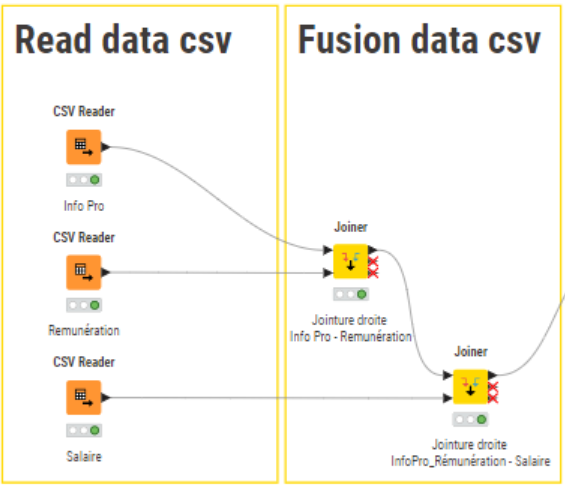 Read data csv
Fusion data csv
CSV Reader
Info Pro
CSV Reader
Remunération
CSV Reader
Salaire
Joiner
Jointure droite
Info Pro - Remunération
Joiner
Jointure droite
InfoPro_Rémunération - Salaire